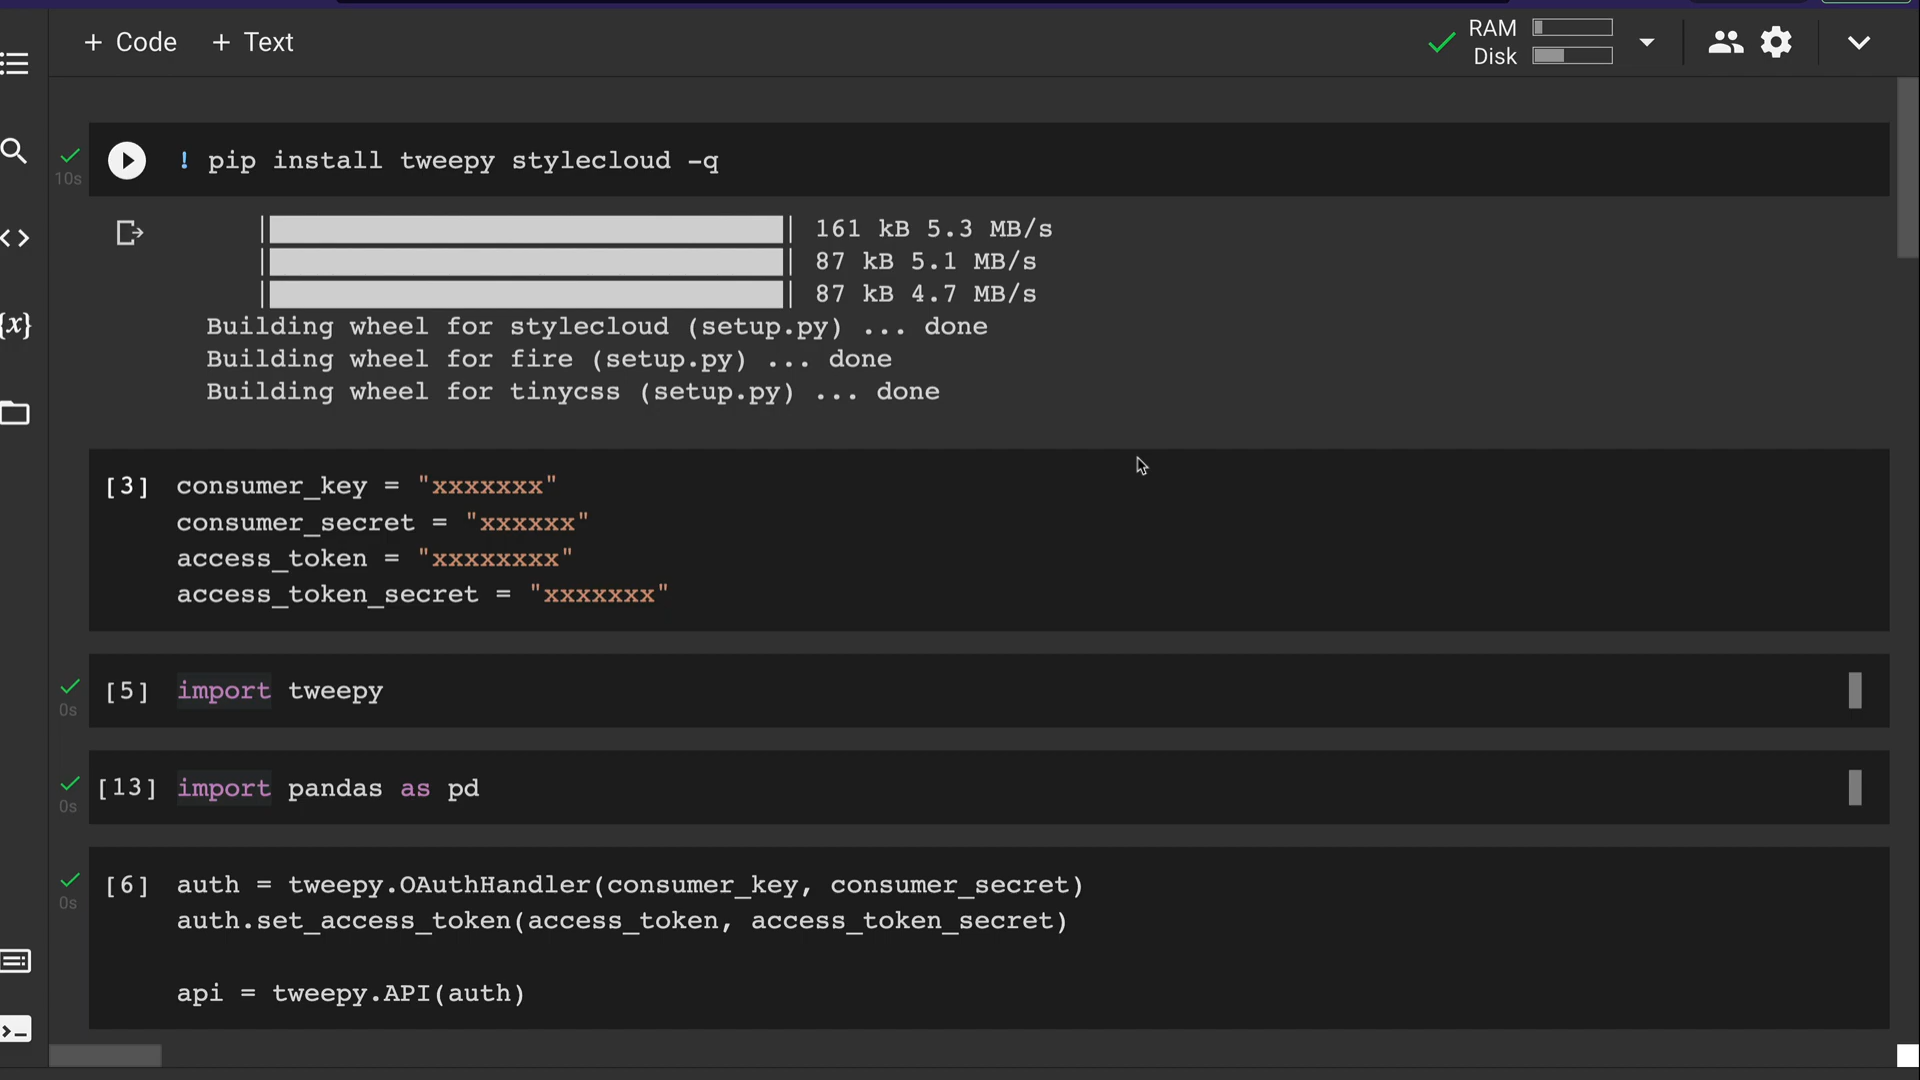 + Code + Text
RAM
Disk
10s
! pip install tweepy stylecloud -q
161 kB 5.3 MB/s
87 kB 5.1 MB/s
87 kB 4.7 MB/s
Building wheel for stylecloud (setup.py) ... done
Building wheel for fire (setup.py) ... done
Building wheel for tinycss (setup.py) ... done
{x}
[3] consumer_key = "xxxxxxx"
consumer_secret = "xxxxxx"
access_token = "xxxxxxxx"
access_token_secret = "xxxxxxx"
[5] import tweepy
0s
[13] import pandas as pd
0s
[6] auth = tweepy.OAuthHandler(consumer_key, consumer_secret)
0s
auth.set_access_token(access_token, access_token_secret)
api = tweepy.API(auth)